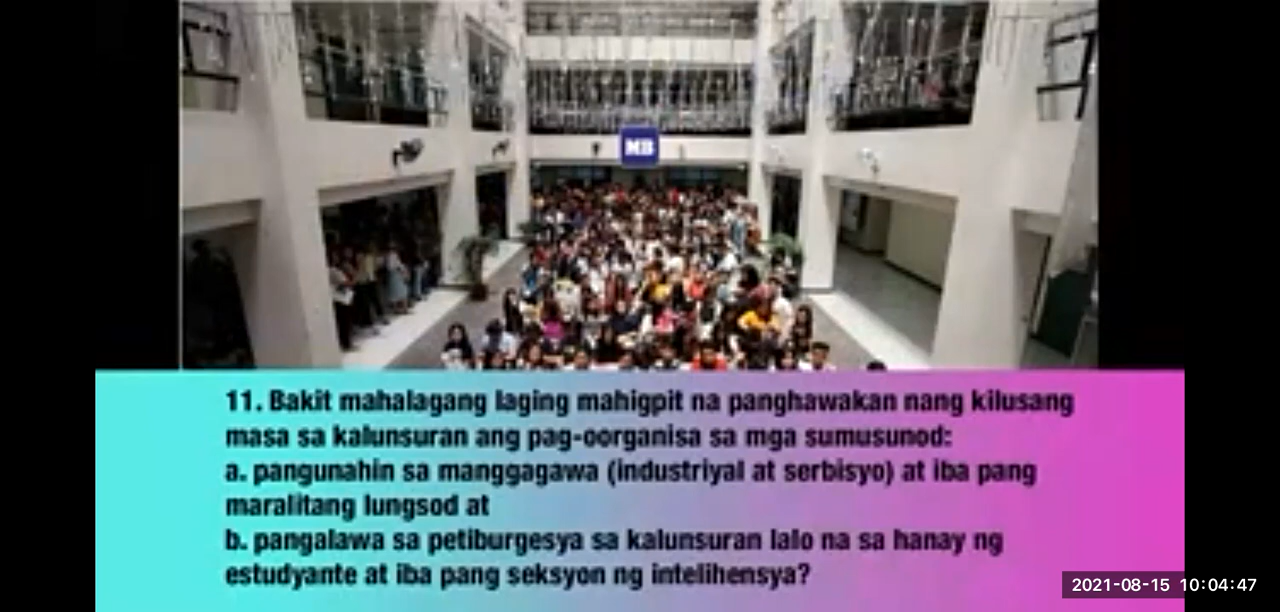 MB
11. Bakit mahalagang laging mahigpit na panghawakan nang kilusang
masa sa kalunsuran ang pag-oorganisa sa mga sumusunod:
a. pangunahin sa manggagawa (industriyal at serbisyo) at iba pang
maralitang lungsod at
b. pangalawa sa petiburgesya sa kalunsuran lalo na sa hanay ng
estudyante at iba pang seksyon ng intelihensya?
2021-08-15 10:04:47